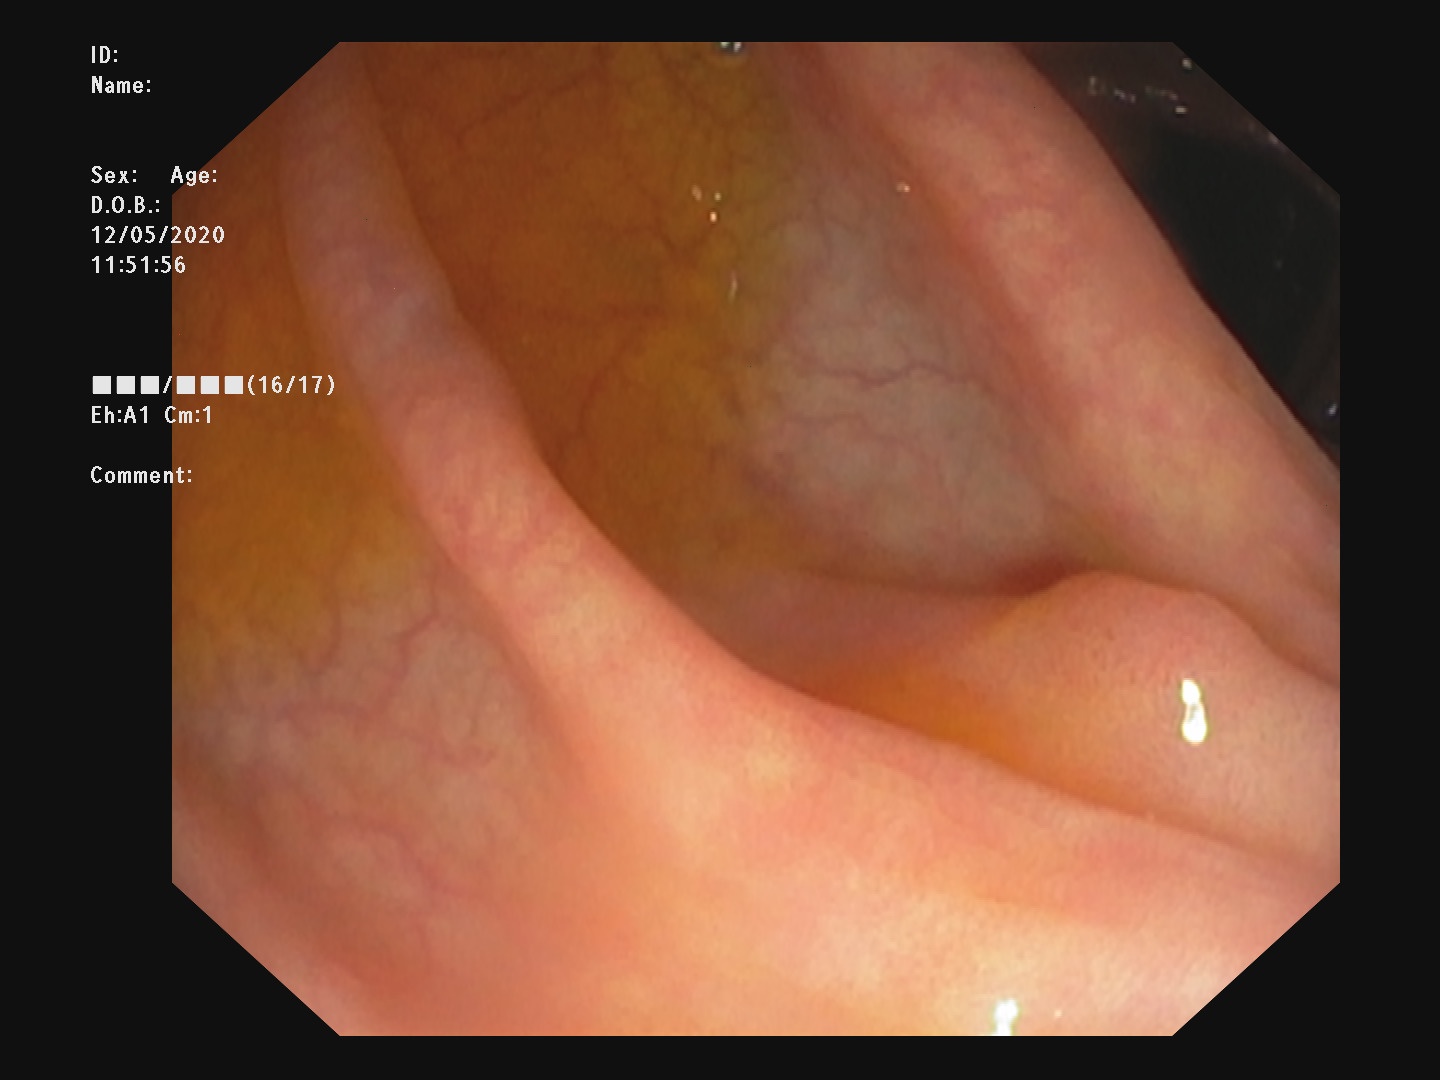 ID:
Name:
Sex: Age:
D.O.B.:
12/05/2020
11:51:56
■■■/■■■(16/17)
Eh:A1 Cm:1
Comment: